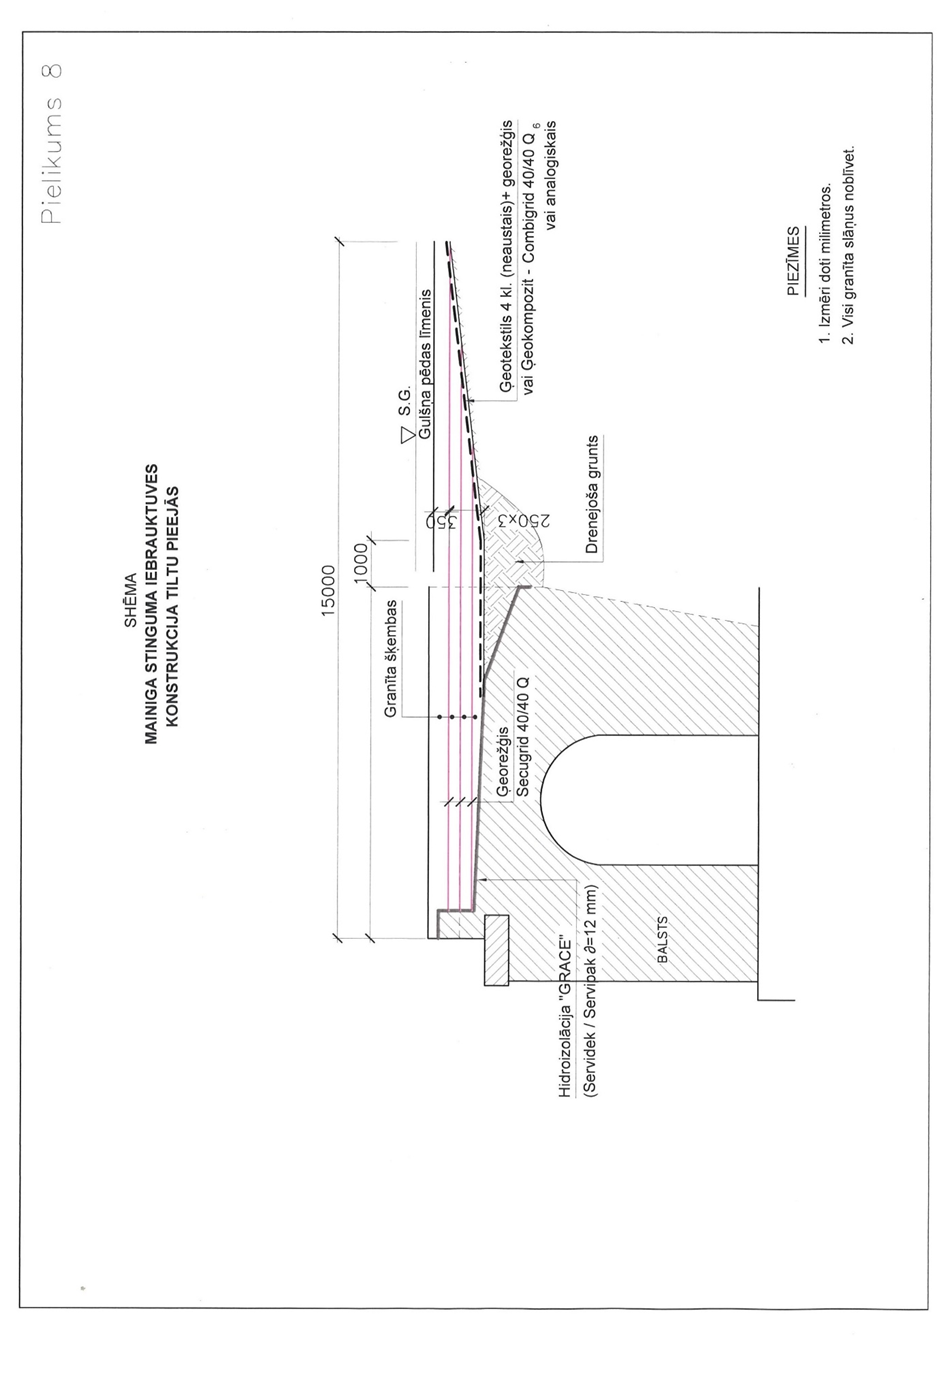 Pielikums 8
SHĒMA
MAINIGA STINGUMA IEBRAUKTUVES
KONSTRUKCIJA TILTU PIEEJĀS
15000
1000
Granīta šķembas
S.G.
Gulšņa pēdas līmenis
350
250x3
Ģeotekstils 4 kl. (neaustais)+ georežģis
vai Ģeokompozit - Combigrid 40/40 Q 6
vai analoģiskais
Drenejoša grunts
Ģeorežģis
Secugrid 40/40 Q
Hidroizolācija "GRACE"
(Servidek / Servipak ∂=12 mm)
BALSTS
PIEZĪMES
1. Izmēri doti milimetros.
2. Visi granīta slāņus noblīvet.